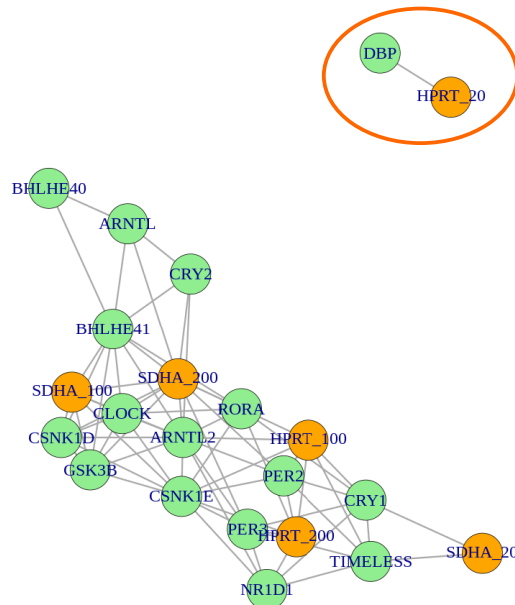 DBP
HPRT_20
BHLHE40
ARNTL
CRY2
BHLHE41
SDHA_200
SDHA_100
RORA
CLOCK
CSNK1D
ARNTL2
HPRT_100
GSK3B
PER2
CSNK1E
CRY1
PER3
HPRT_200
SDHA_20
TIMELESS
NR1D1